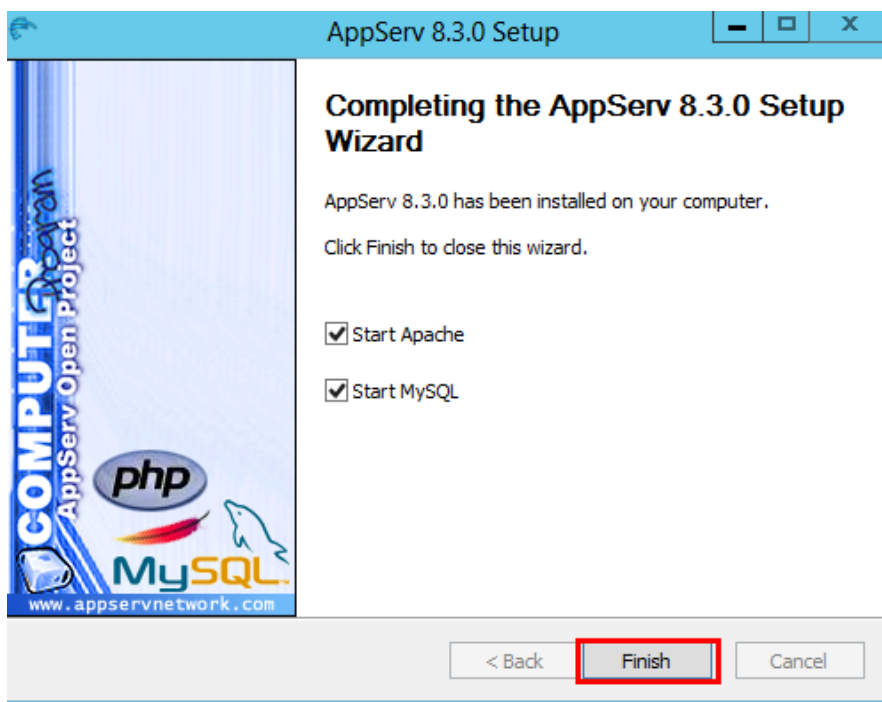 AppServ 8.3.0 Setup
Completing the AppServ 8.3.0 Setup
Wizard
AppServ 8.3.0 has been installed on your computer.
Click Finish to close this wizard.
Start Apache
Start MySQL
COMPUTER
Program
AppServ Open Project
php
MySQL
www.appservnetwork.com
< Back
Finish
Cancel